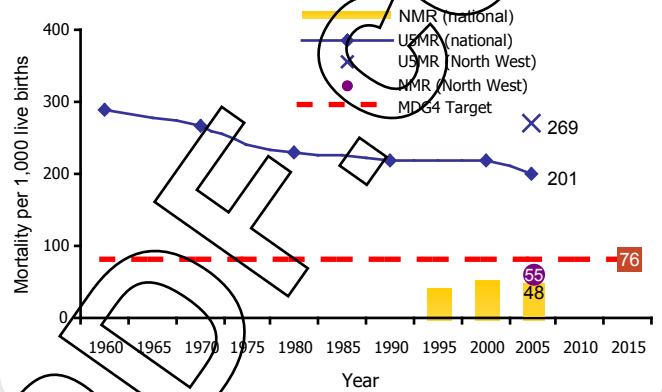 NMR (national)
U5MR (national)
U5MR (North West)
NMR (North West)
MDG4 Target
Mortality per 1,000 live births
400
300
200
100
0
269
201
76
55
48
1960 1965 1970 1975 1980 1985 1990 1995 2000 2005 2010 2015
Year